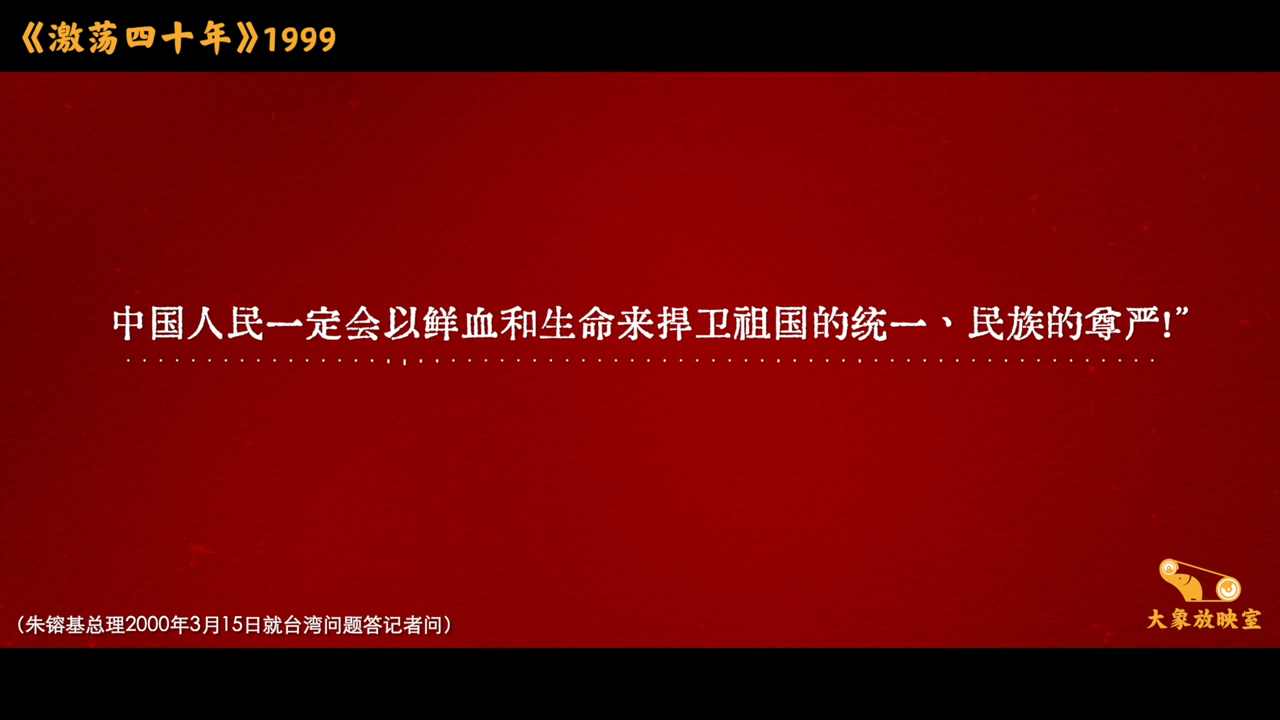 《激荡四十年》1999
中国人民一定会以鲜血和生命来捍卫祖国的统一、民族的尊严!”
（朱镕基总理2000年3月15日就台湾问题答记者问）
大象放映室